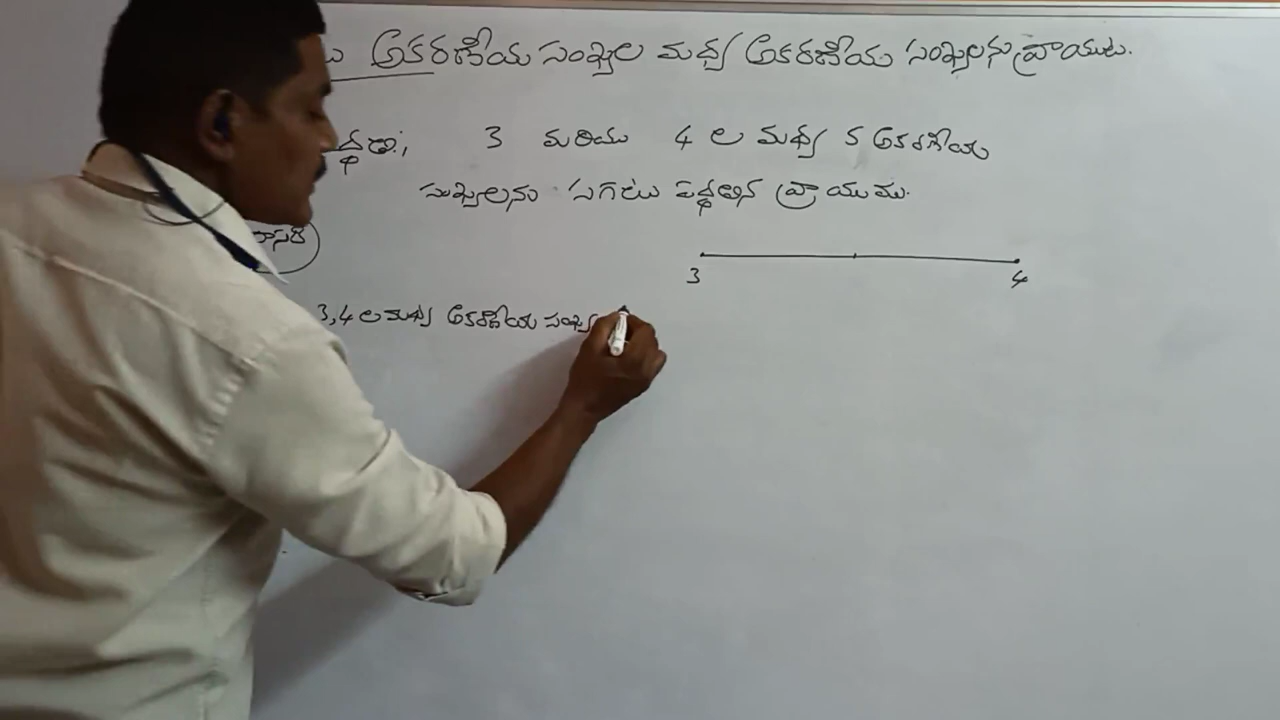 అకరణీయ సంఖ్యల మధ్య అకరణీయ సంఖ్యలను వ్రాయుట.
3 మరియు 4 ల మధ్య 5 అకరణీయ
సంఖ్యలను సగటు పద్ధతిన వ్రాయుము.
3 4
3,4 ల మధ్య అకరణీయ సంఖ్య